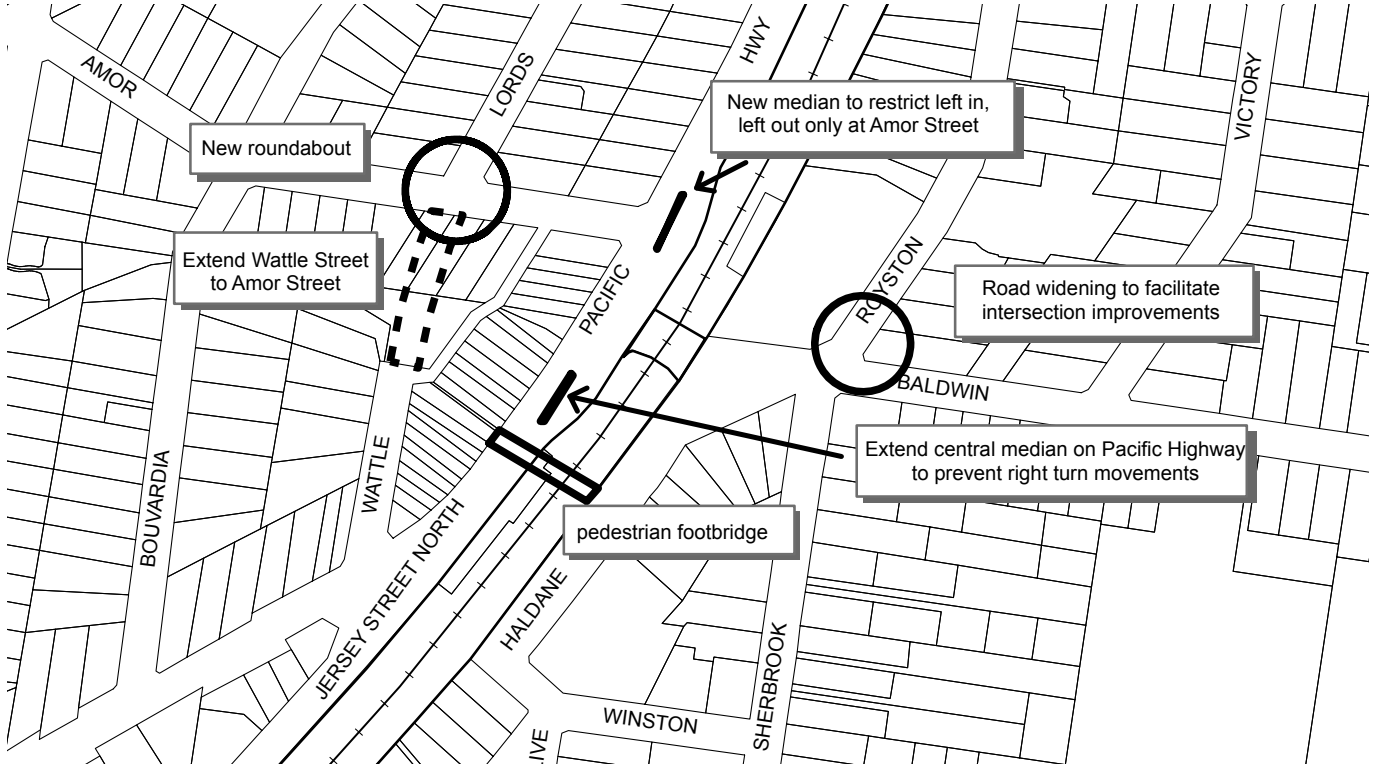 AMOR
LORDS
HWY
VICTORY
New median to restrict left in,
left out only at Amor Street
New roundabout
Extend Wattle Street
to Amor Street
PACIFIC
ROYSTON
Road widening to facilitate
intersection improvements
BALDWIN
Extend central median on Pacific Highway
to prevent right turn movements
BOUVARDIA
WATTLE
JERSEY STREET NORTH
pedestrian footbridge
HALDANE
SHERBROOK
WINSTON
IVE